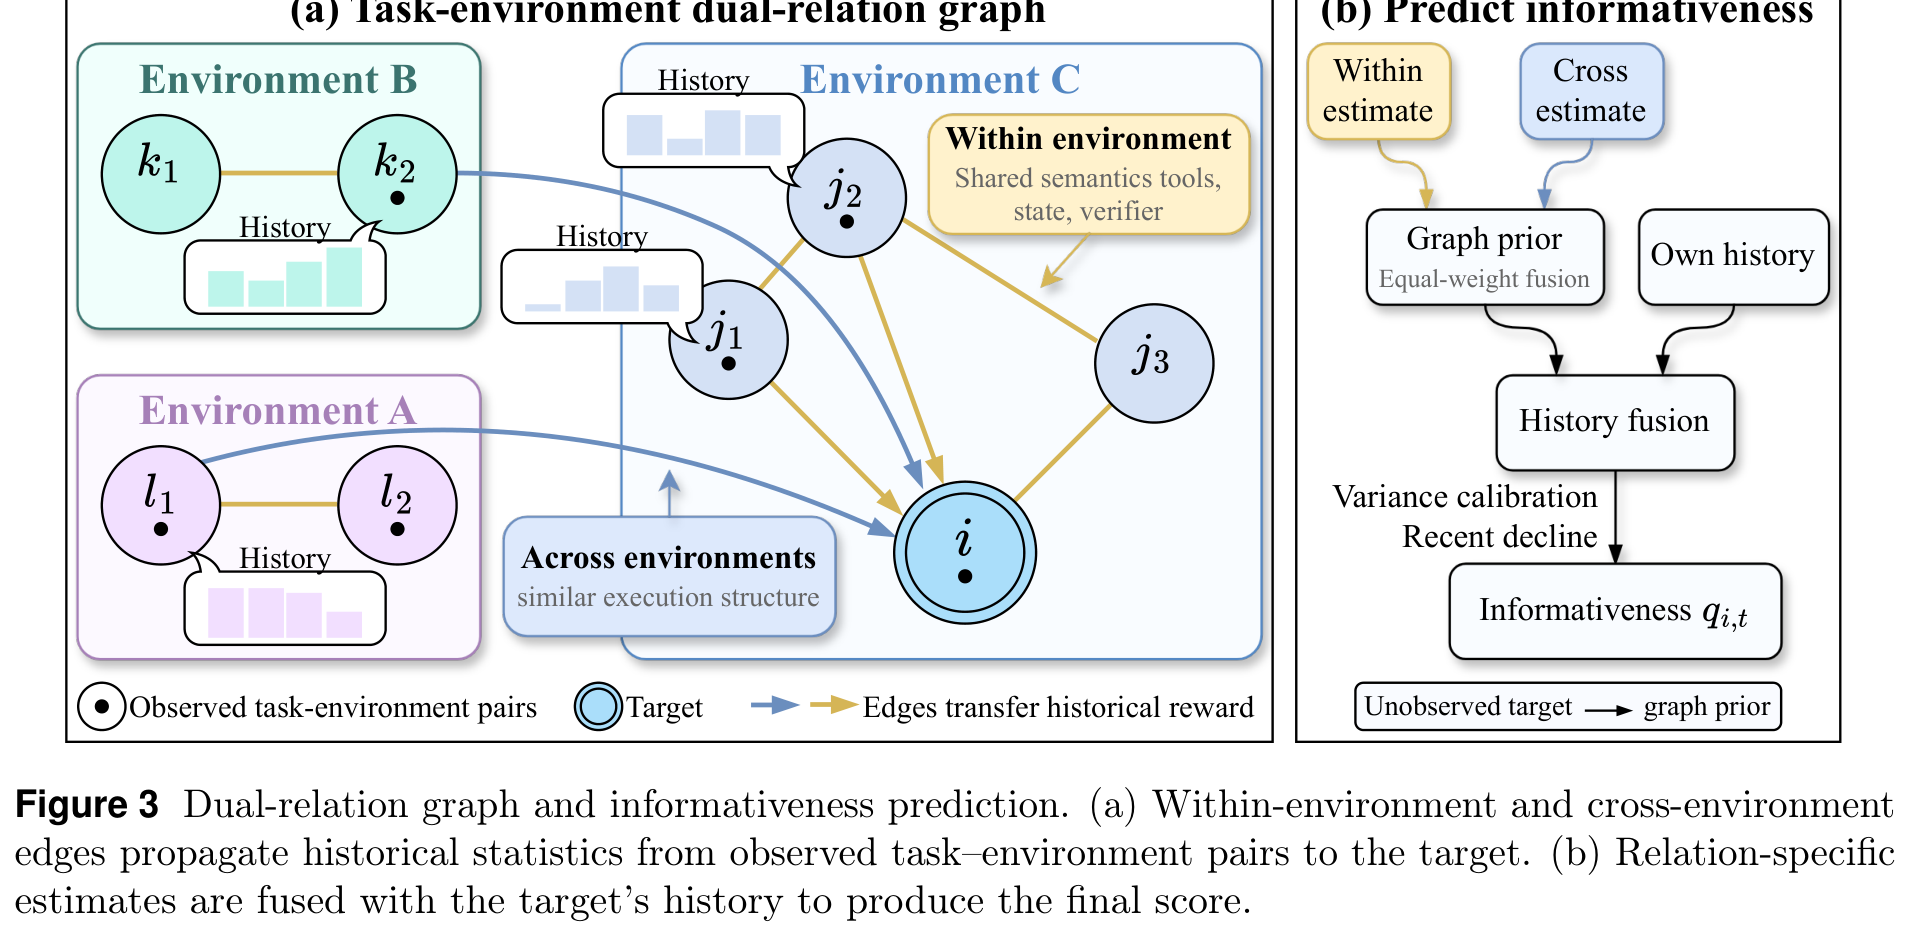 (a) Task-environment dual-relation graph
Environment B
k1
k2
History
Environment A
l1
l2
History
Environment C
History
j2
History
j1
j3
i
Within environment
Shared semantics tools,
state, verifier
Across environments
similar execution structure
Observed task-environment pairs
Target
Edges transfer historical reward
(b) Predict informativeness
Within
estimate
Cross
estimate
Graph prior
Equal-weight fusion
Own history
History fusion
Variance calibration
Recent decline
Informativeness q_{i,t}
Unobserved target → graph prior
Figure 3 Dual-relation graph and informativeness prediction. (a) Within-environment and cross-environment
edges propagate historical statistics from observed task–environment pairs to the target. (b) Relation-specific
estimates are fused with the target's history to produce the final score.